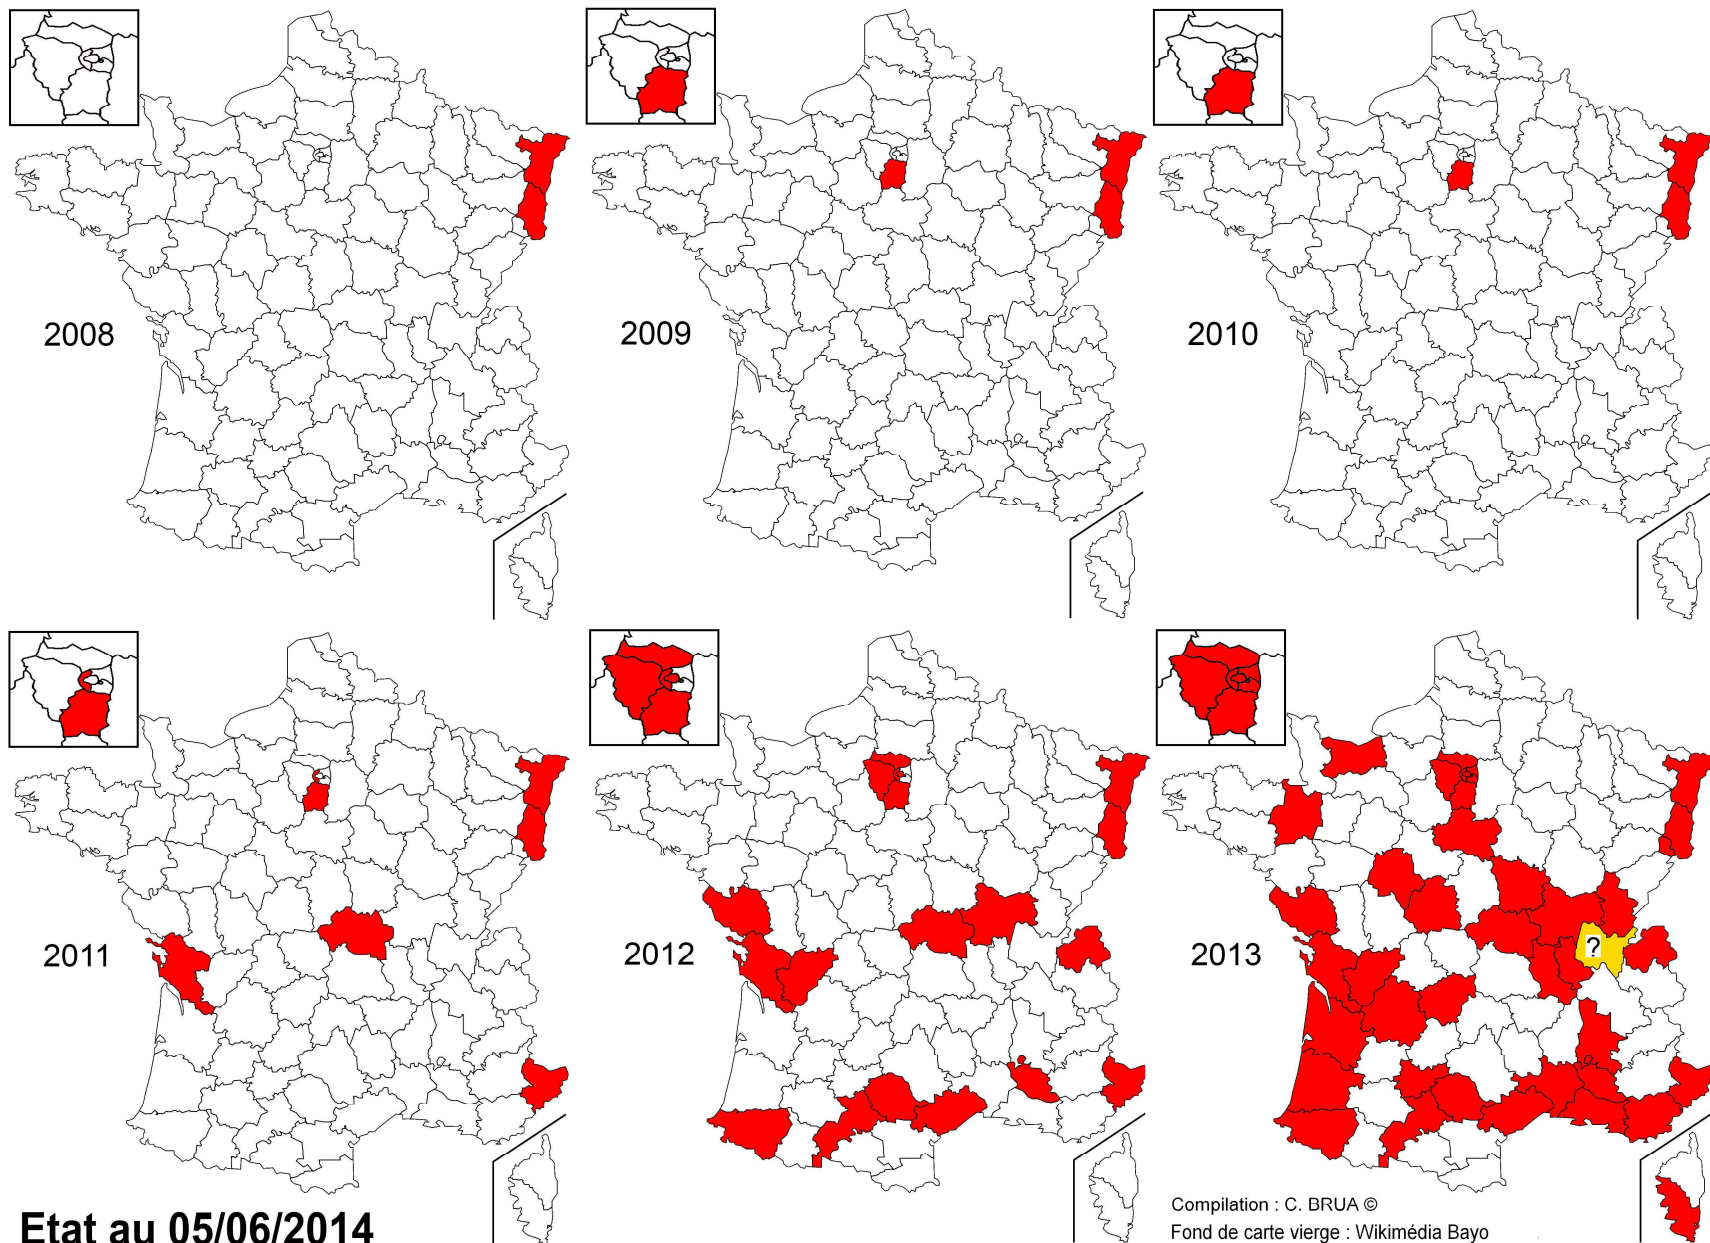 2008
2009
2010
2011
2012
2013
?
Etat au 05/06/2014
Compilation : C. BRUA ©
Fond de carte vierge : Wikimédia Bayo